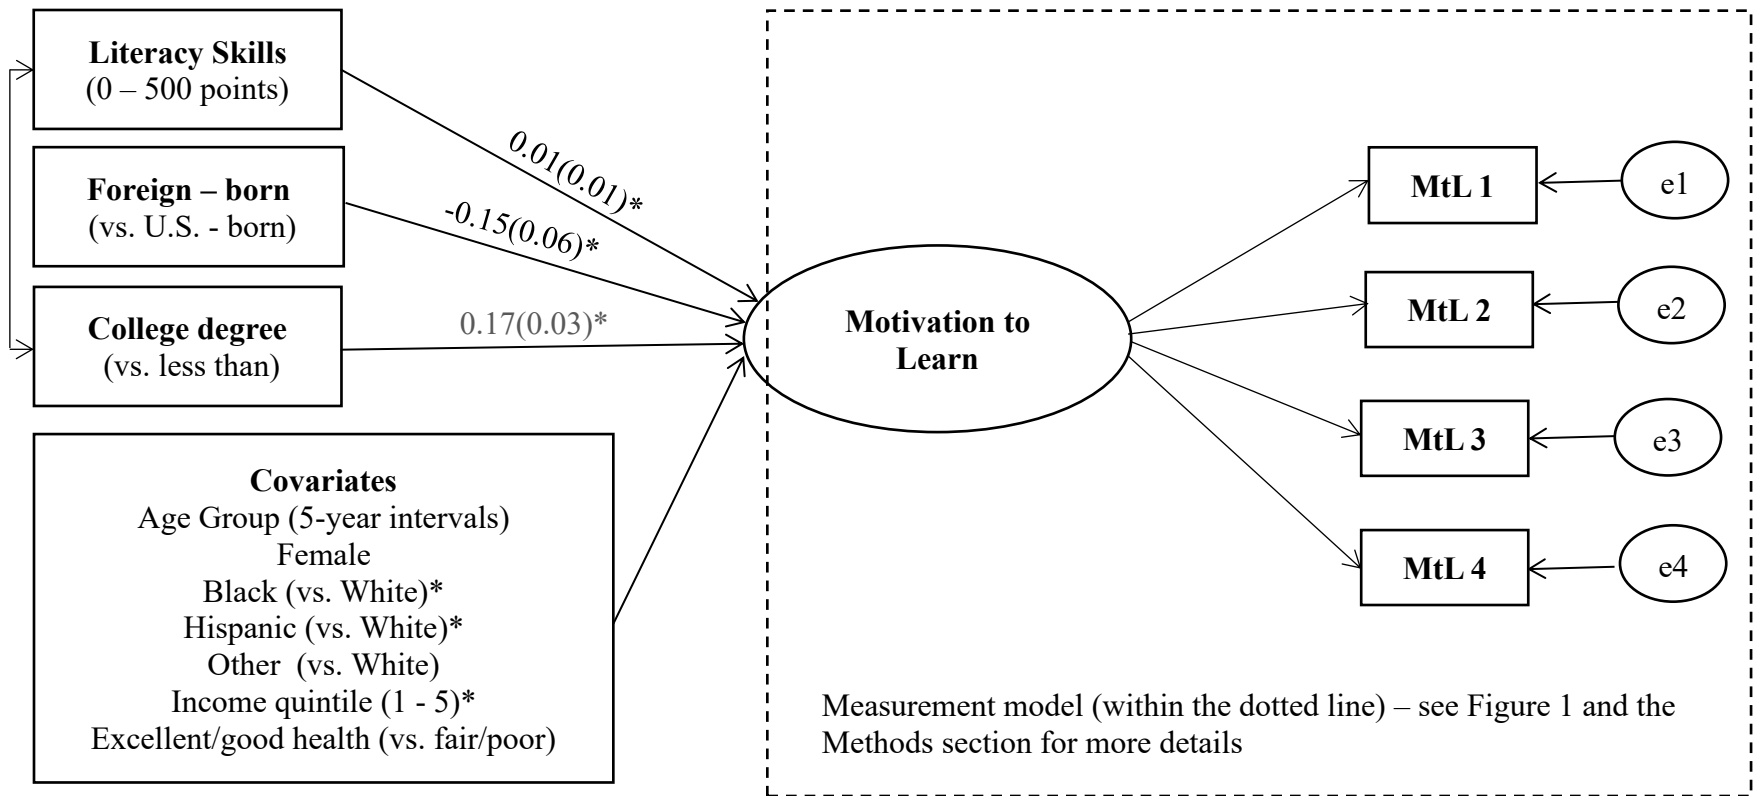 Literacy Skills
(0 – 500 points)
Foreign – born
(vs. U.S. - born)
College degree
(vs. less than)
Covariates
Age Group (5-year intervals)
Female
Black (vs. White)*
Hispanic (vs. White)*
Other  (vs. White)
Income quintile (1 - 5)*
Excellent/good health (vs. fair/poor)
0.01(0.01)*
-0.15(0.06)*
0.17(0.03)*
Motivation to
Learn
MtL 1
e1
MtL 2
e2
MtL 3
e3
MtL 4
e4
Measurement model (within the dotted line) – see Figure 1 and the
Methods section for more details